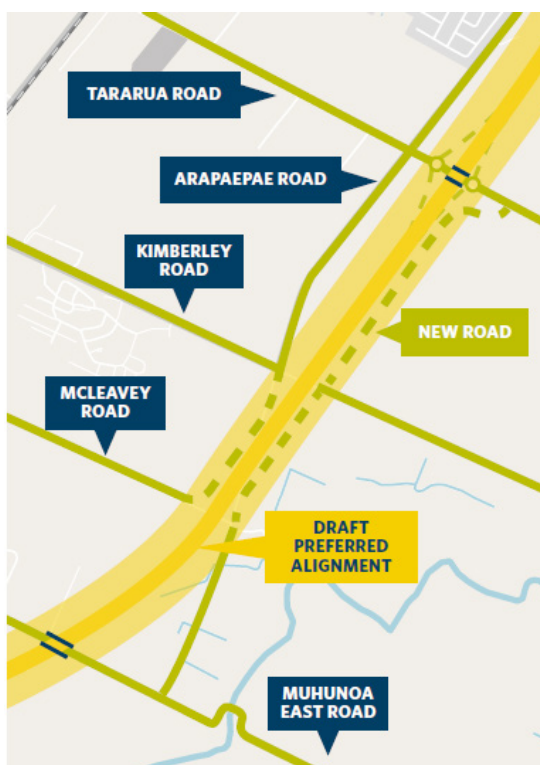 TARARUA ROAD
ARAPAEPAE ROAD
KIMBERLEY
ROAD
NEW ROAD
MCLEAVEY
ROAD
DRAFT
PREFERRED
ALIGNMENT
MUHUNOA
EAST ROAD